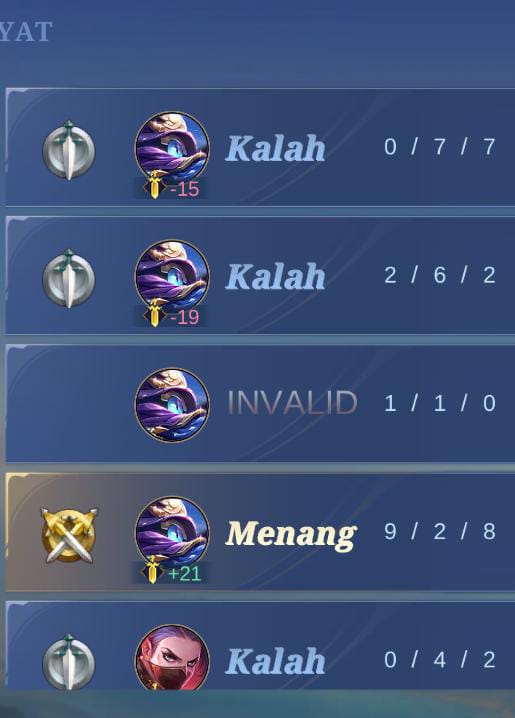 YAT
Kalah 0 / 7 / 7
-15
Kalah 2 / 6 / 2
-19
INVALID 1 / 1 / 0
Menang 9 / 2 / 8
+21
Kalah 0 / 4 / 2